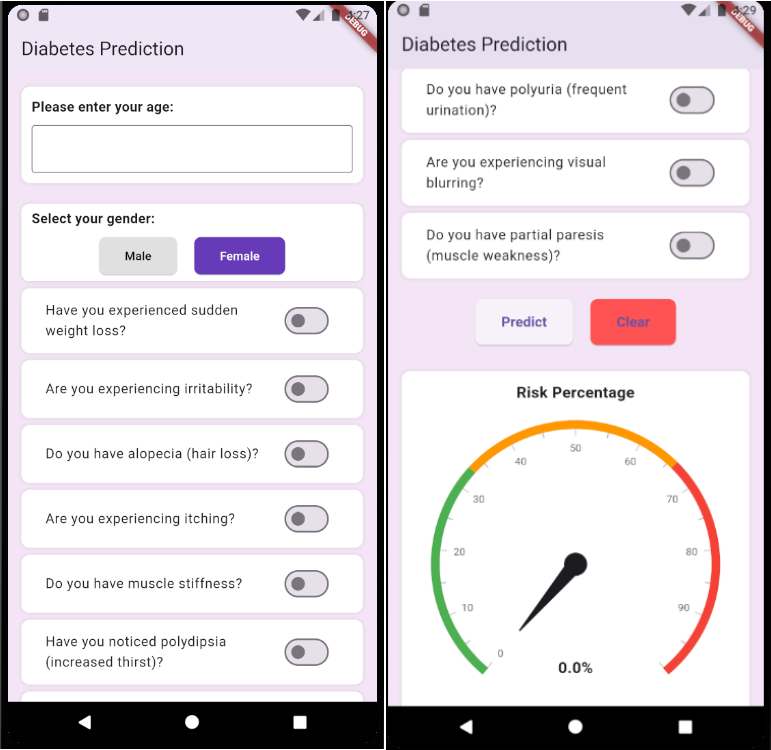 4:27
DEBUG
Diabetes Prediction
Please enter your age:
Select your gender:
Male
Female
Have you experienced sudden
weight loss?
Are you experiencing irritability?
Do you have alopecia (hair loss)?
Are you experiencing itching?
Do you have muscle stiffness?
Have you noticed polydipsia
(increased thirst)?
4:29
DEBUG
Diabetes Prediction
Do you have polyuria (frequent
urination)?
Are you experiencing visual
blurring?
Do you have partial paresis
(muscle weakness)?
Predict
Clear
Risk Percentage
0
10
20
30
40
50
60
70
80
90
0.0%